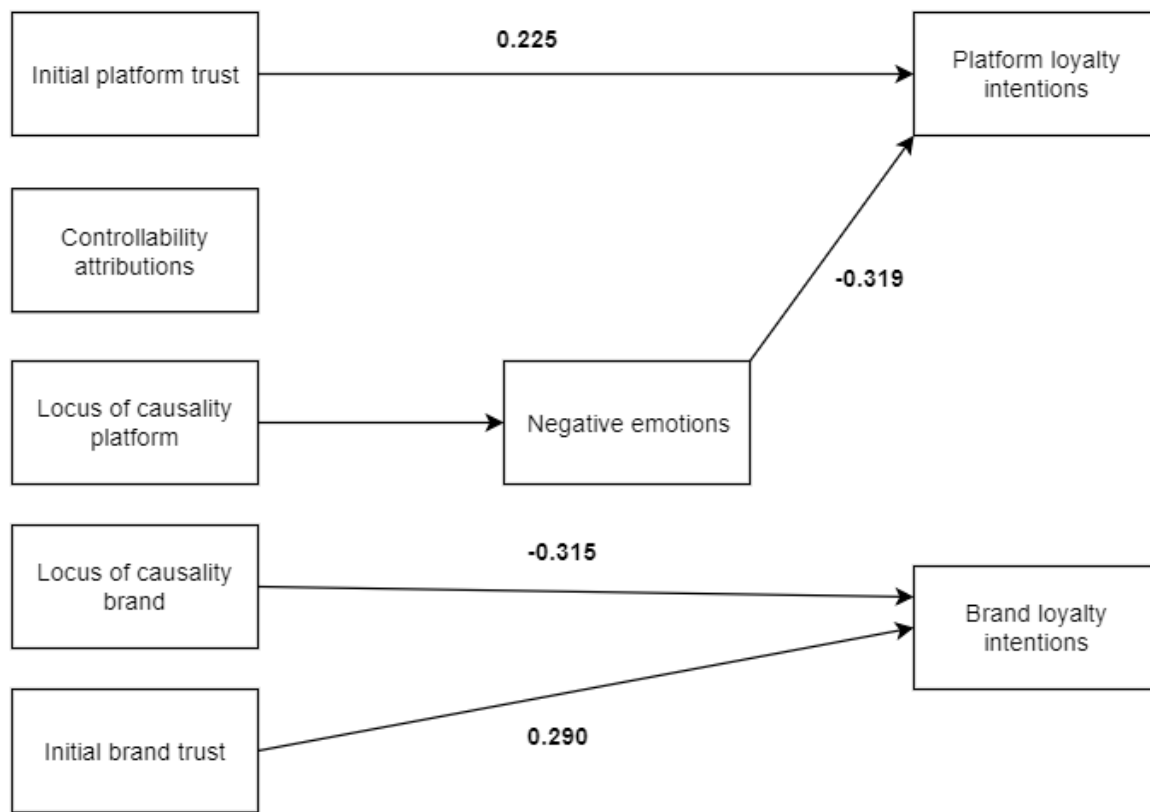 0.225
Initial platform trust
Platform loyalty
intentions
Controllability
attributions
-0.319
Locus of causality
platform
Negative emotions
Locus of causality
brand
-0.315
Brand loyalty
intentions
Initial brand trust
0.290